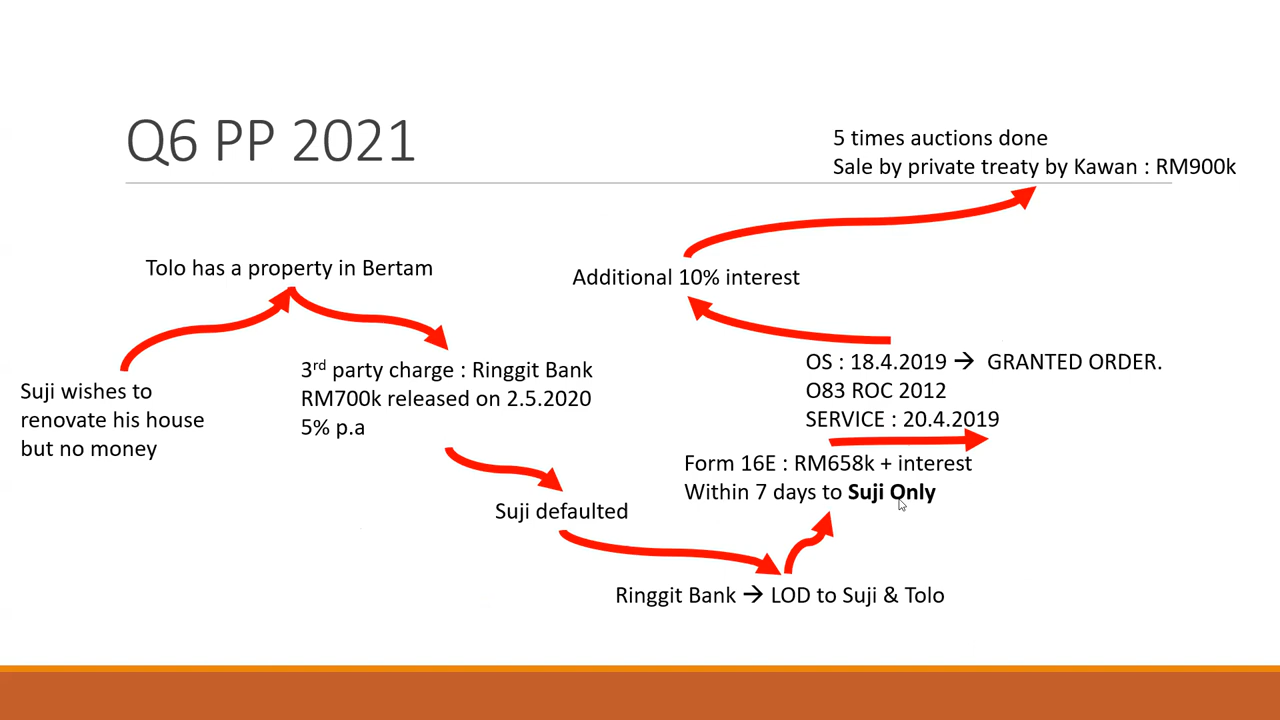 Q6 PP 2021
5 times auctions done
Sale by private treaty by Kawan : RM900k
Tolo has a property in Bertam
Additional 10% interest
Suji wishes to
renovate his house
but no money
3rd party charge : Ringgit Bank
RM700k released on 2.5.2020
5% p.a
OS : 18.4.2019 → GRANTED ORDER.
O83 ROC 2012
SERVICE : 20.4.2019
Form 16E : RM658k + interest
Within 7 days to Suji Only
Suji defaulted
Ringgit Bank → LOD to Suji & Tolo